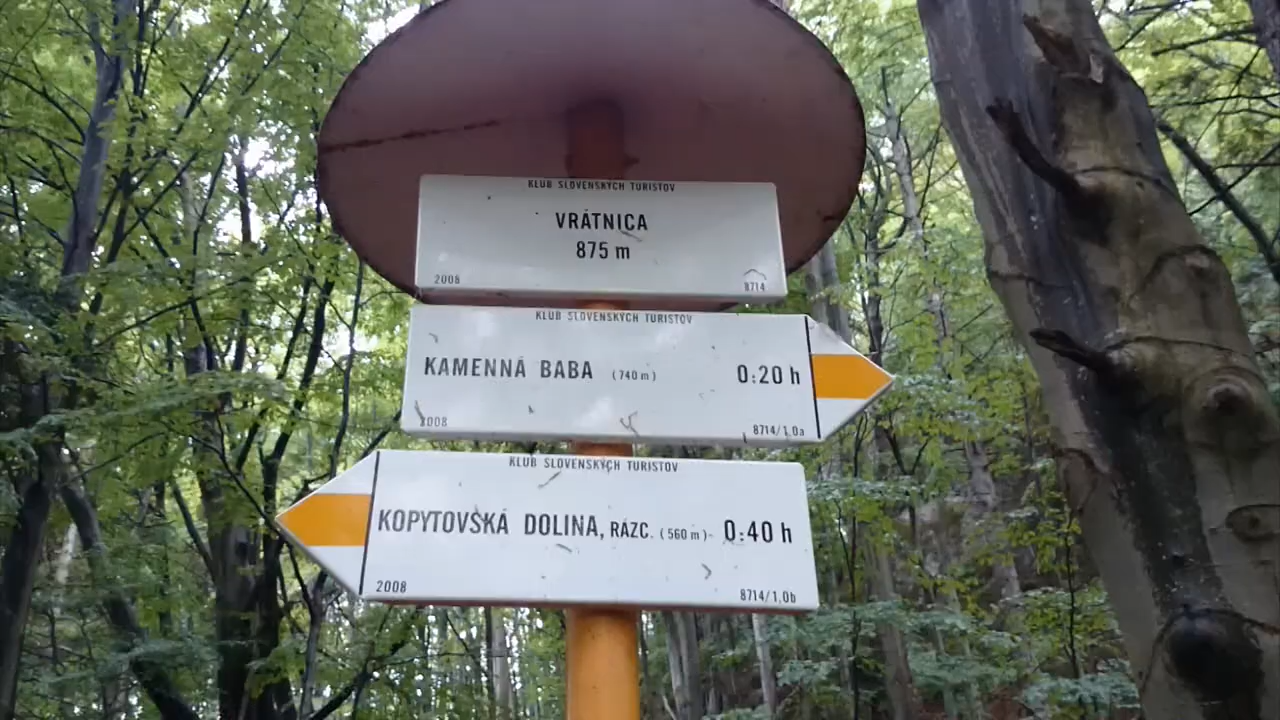 KLUB SLOVENSKÝCH TURISTOV
VRÁTNICA
875 m
2008
8714
KLUB SLOVENSKÝCH TURISTOV
KAMENNÁ BABA (740 m) 0:20 h
2008 8714/1,0a
KLUB SLOVENSKÝCH TURISTOV
KOPYTOVSKÁ DOLINA, RÁZC. (560 m) 0:40 h
2008 8714/1,0b